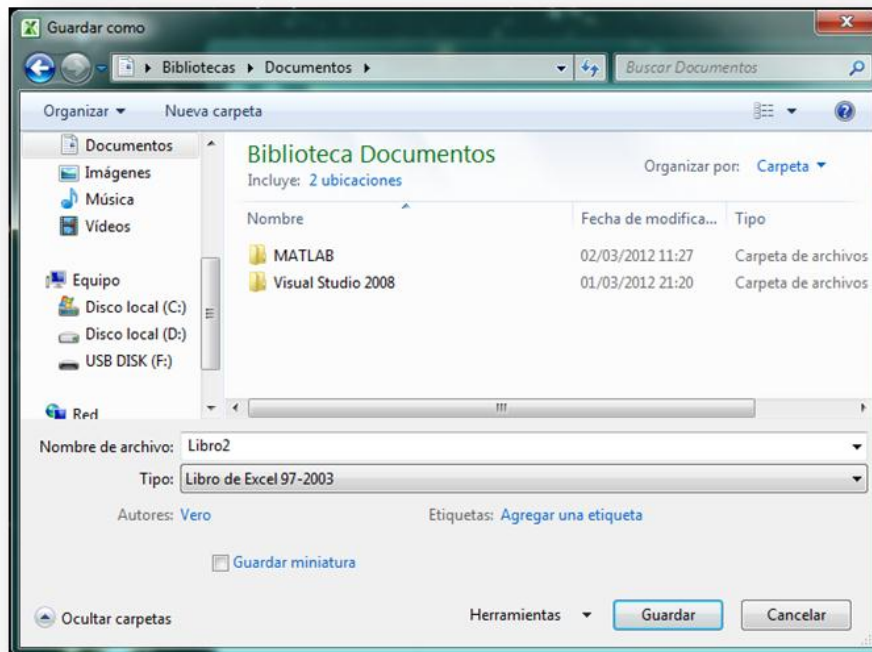 Guardar como
Bibliotecas Documentos
Buscar Documentos
Organizar Nueva carpeta
Documentos
Imágenes
Música
Vídeos
Equipo
Disco local (C:)
Disco local (D:)
USB DISK (F:)
Red
Biblioteca Documentos
Incluye: 2 ubicaciones
Organizar por: Carpeta
Nombre Fecha de modifica... Tipo
MATLAB 02/03/2012 11:27 Carpeta de archivos
Visual Studio 2008 01/03/2012 21:20 Carpeta de archivos
Nombre de archivo: Libro2
Tipo: Libro de Excel 97-2003
Autores: Vero Etiquetas: Agregar una etiqueta
Guardar miniatura
Ocultar carpetas Herramientas Guardar Cancelar